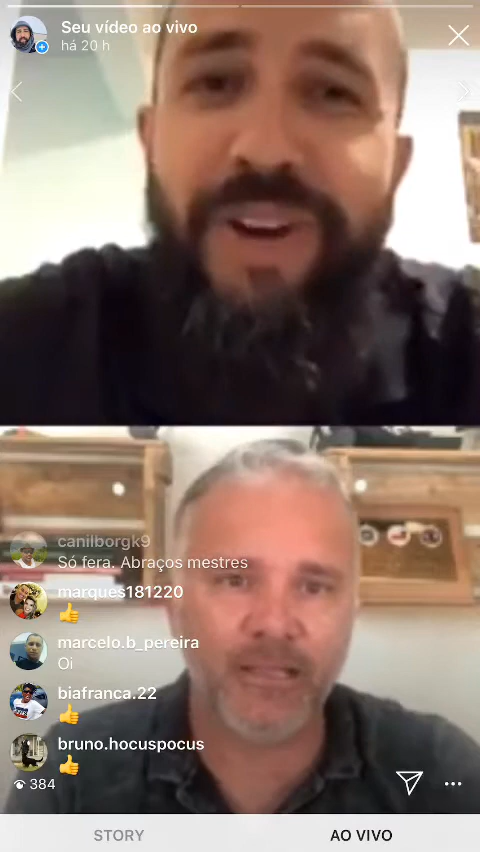 Seu vídeo ao vivo
há 20 h
canilborgk9
Só fera. Abraços mestres
marques181220
marcelo.b_pereira
Oi
biafranca.22
bruno.hocuspocus
384
STORY
AO VIVO